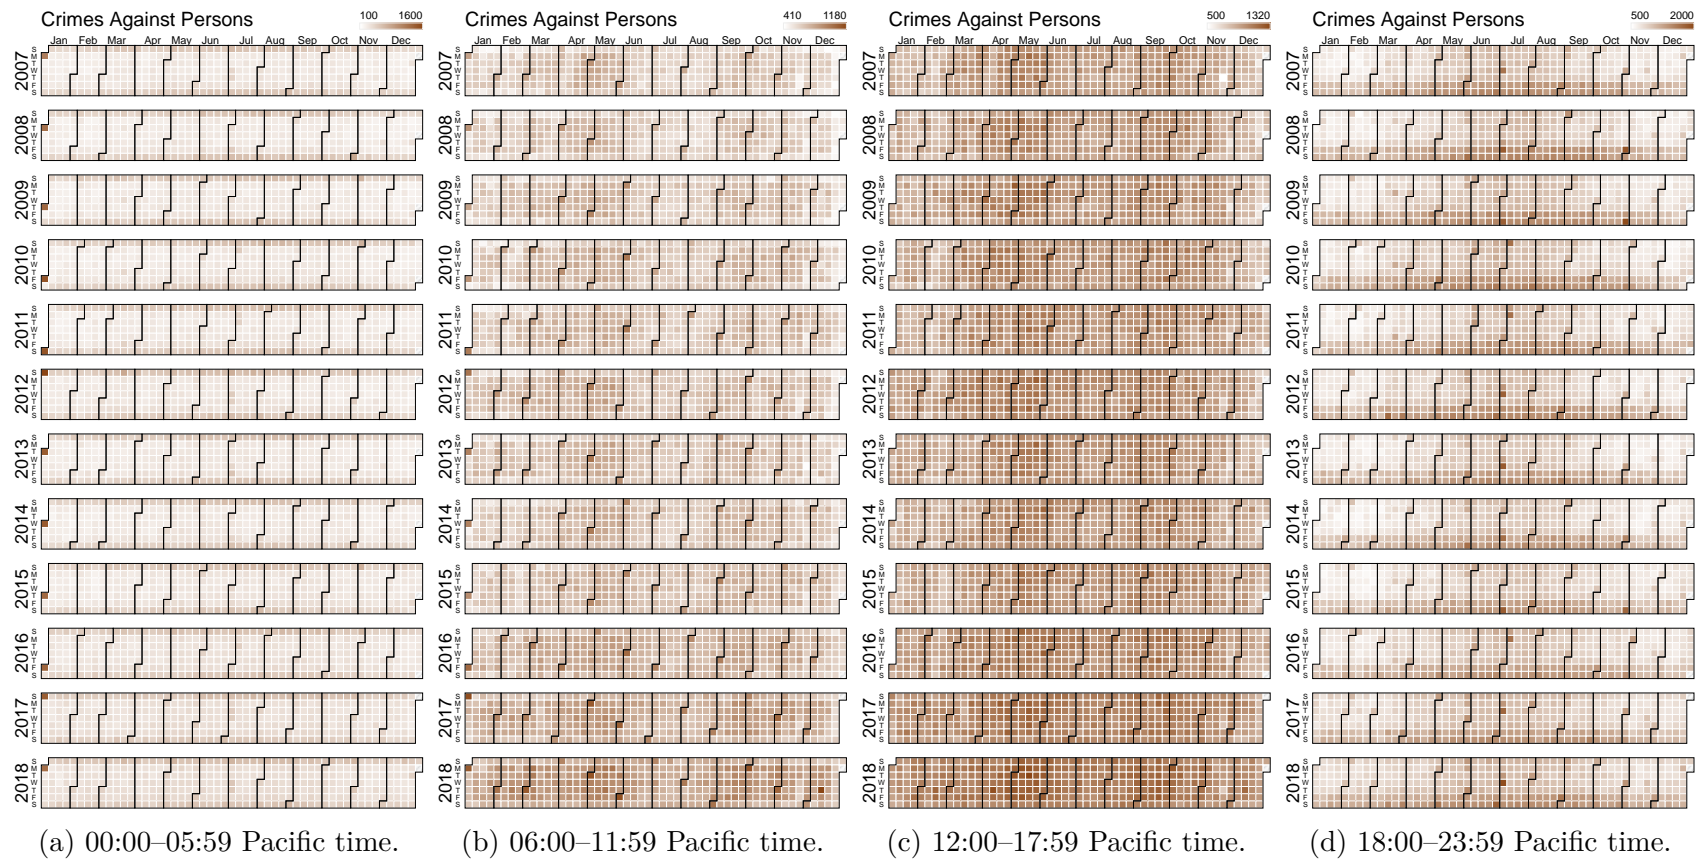 Crimes Against Persons
100 1600
Jan Feb Mar Apr May Jun Jul Aug Sep Oct Nov Dec
2007
S M T W T F S
2008
S M T W T F S
2009
S M T W T F S
2010
S M T W T F S
2011
S M T W T F S
2012
S M T W T F S
2013
S M T W T F S
2014
S M T W T F S
2015
S M T W T F S
2016
S M T W T F S
2017
S M T W T F S
2018
S M T W T F S
(a) 00:00–05:59 Pacific time.
Crimes Against Persons
410 1180
Jan Feb Mar Apr May Jun Jul Aug Sep Oct Nov Dec
2007
S M T W T F S
2008
S M T W T F S
2009
S M T W T F S
2010
S M T W T F S
2011
S M T W T F S
2012
S M T W T F S
2013
S M T W T F S
2014
S M T W T F S
2015
S M T W T F S
2016
S M T W T F S
2017
S M T W T F S
2018
S M T W T F S
(b) 06:00–11:59 Pacific time.
Crimes Against Persons
500 1320
Jan Feb Mar Apr May Jun Jul Aug Sep Oct Nov Dec
2007
S M T W T F S
2008
S M T W T F S
2009
S M T W T F S
2010
S M T W T F S
2011
S M T W T F S
2012
S M T W T F S
2013
S M T W T F S
2014
S M T W T F S
2015
S M T W T F S
2016
S M T W T F S
2017
S M T W T F S
2018
S M T W T F S
(c) 12:00–17:59 Pacific time.
Crimes Against Persons
500 2000
Jan Feb Mar Apr May Jun Jul Aug Sep Oct Nov Dec
2007
S M T W T F S
2008
S M T W T F S
2009
S M T W T F S
2010
S M T W T F S
2011
S M T W T F S
2012
S M T W T F S
2013
S M T W T F S
2014
S M T W T F S
2015
S M T W T F S
2016
S M T W T F S
2017
S M T W T F S
2018
S M T W T F S
(d) 18:00–23:59 Pacific time.